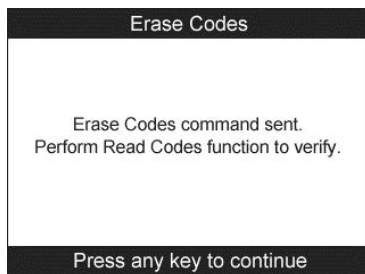 Erase Codes
Erase Codes command sent.
Perform Read Codes function to verify.
Press any key to continue